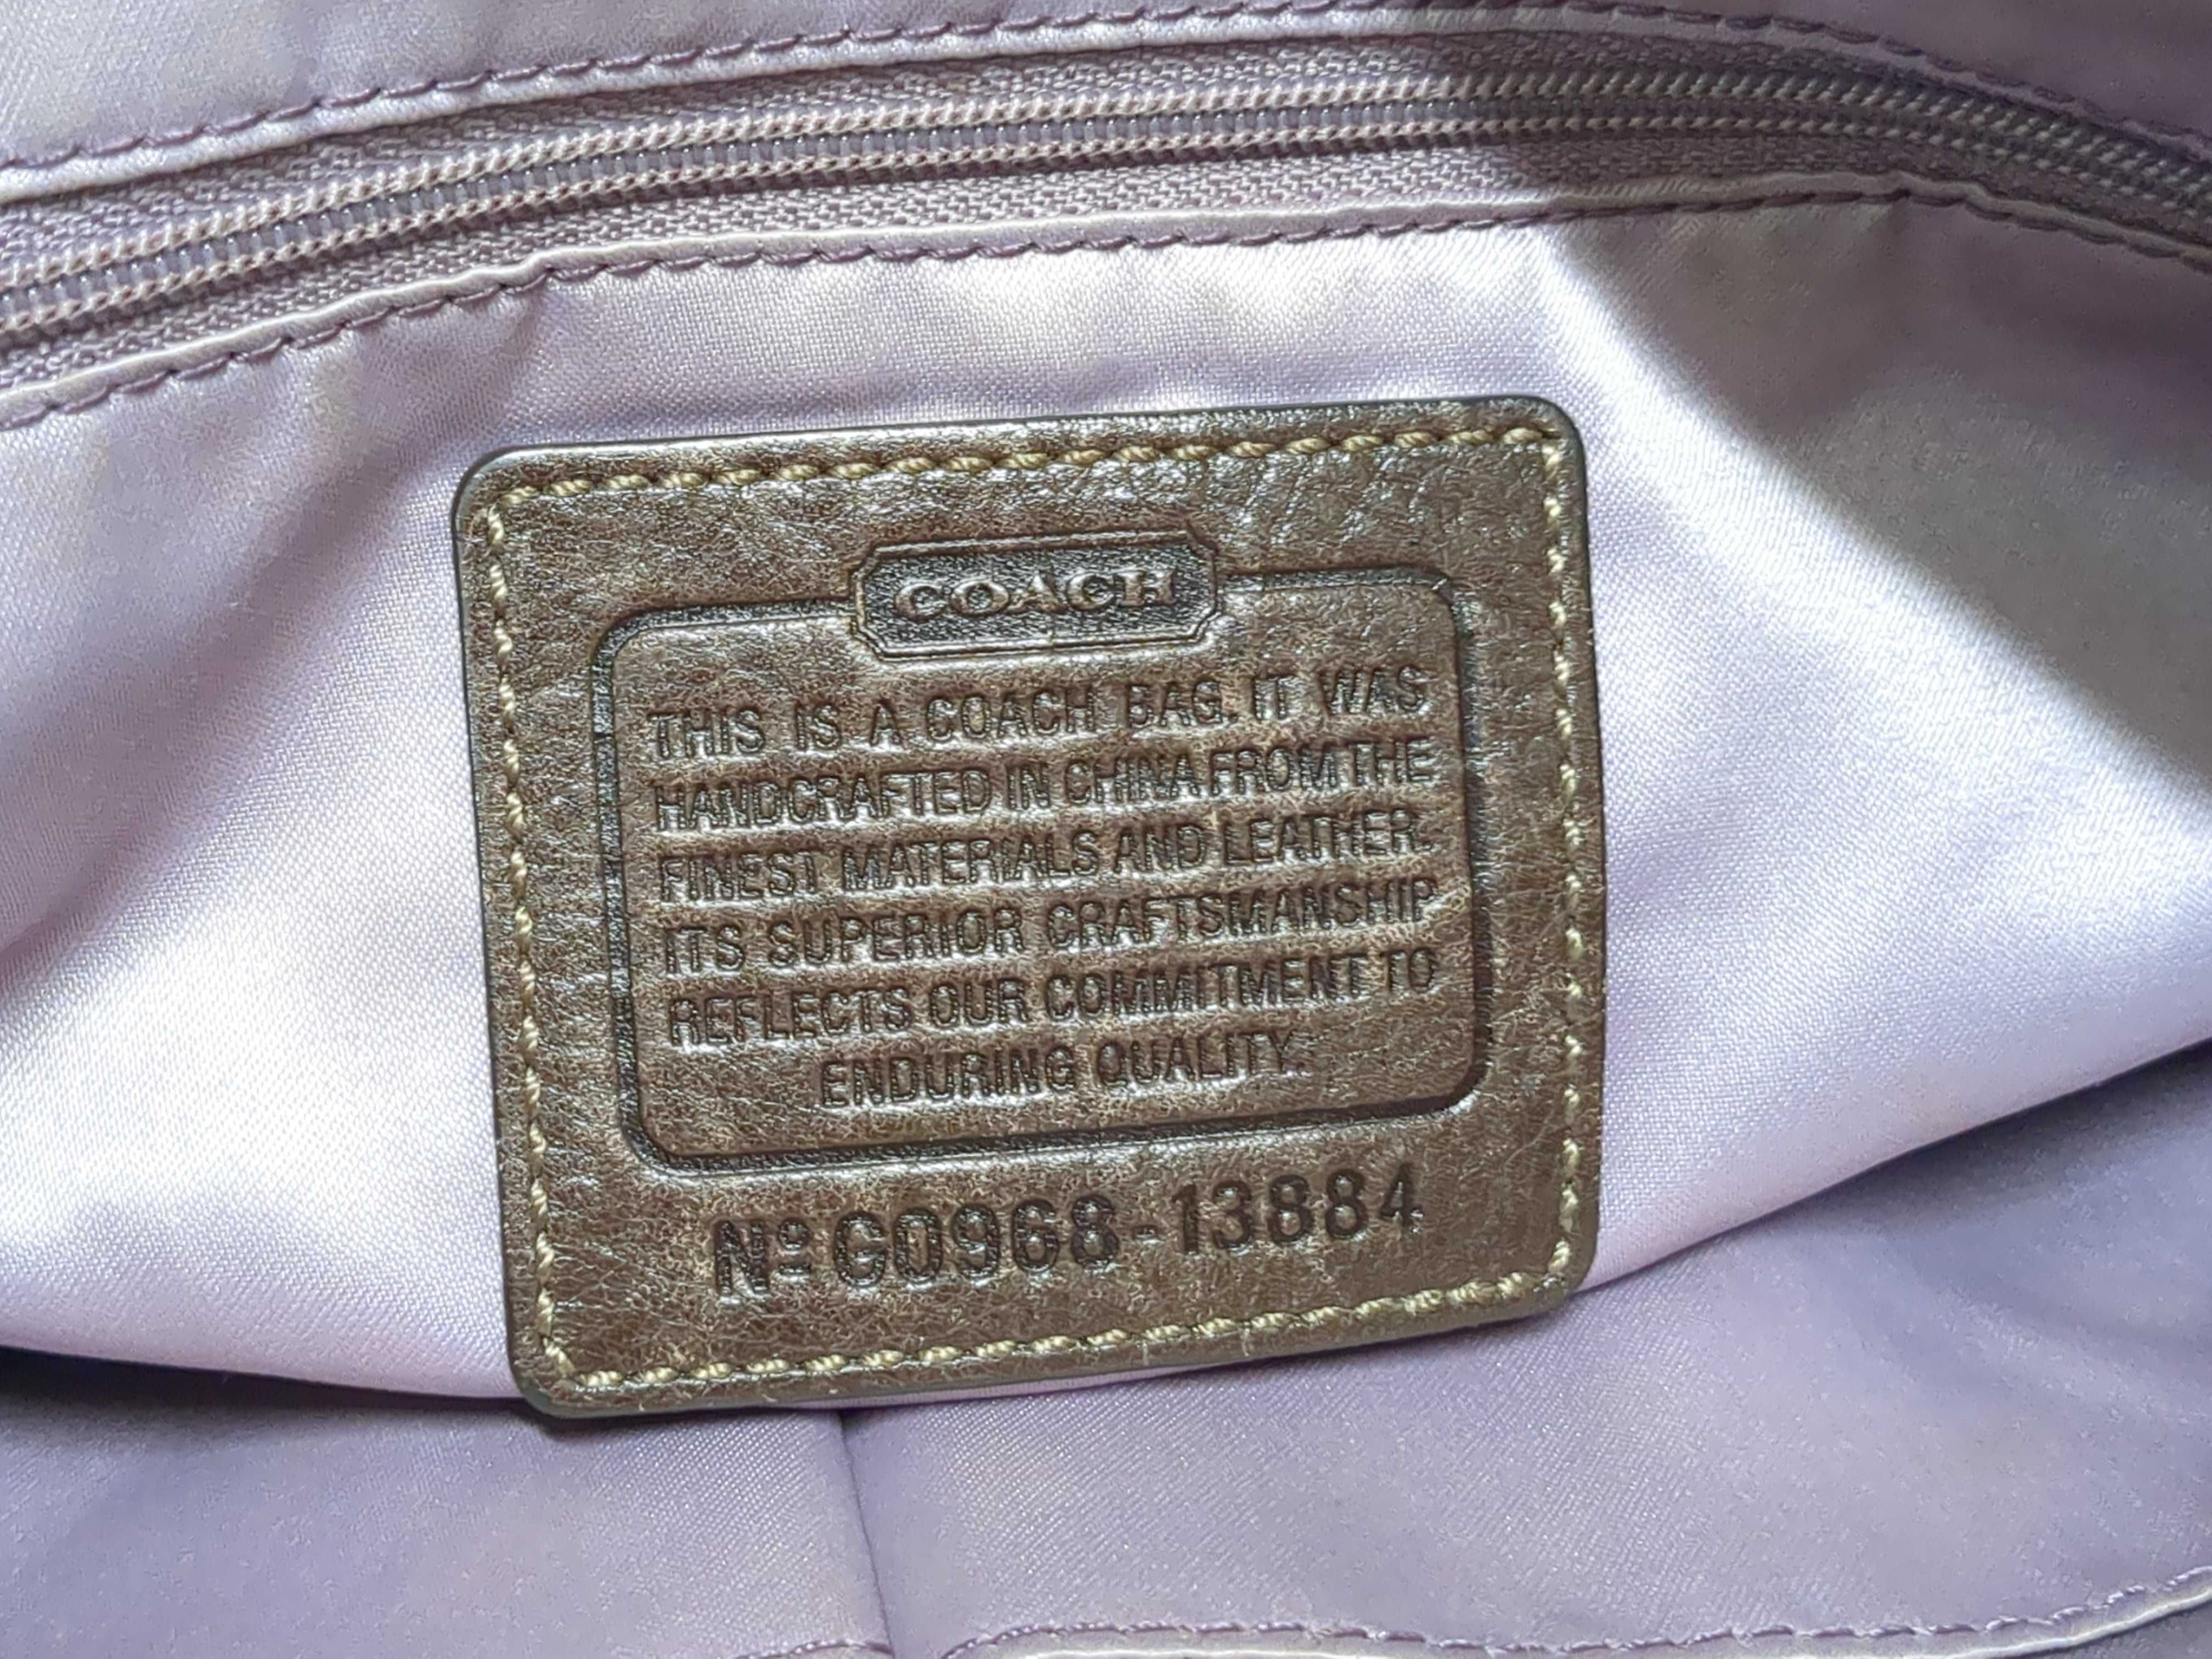 COACH
THIS IS A COACH BAG. IT WAS
HANDCRAFTED IN CHINA FROM THE
FINEST MATERIALS AND LEATHER.
ITS SUPERIOR CRAFTSMANSHIP
REFLECTS OUR COMMITMENT TO
ENDURING QUALITY.
Nº G0968-13884